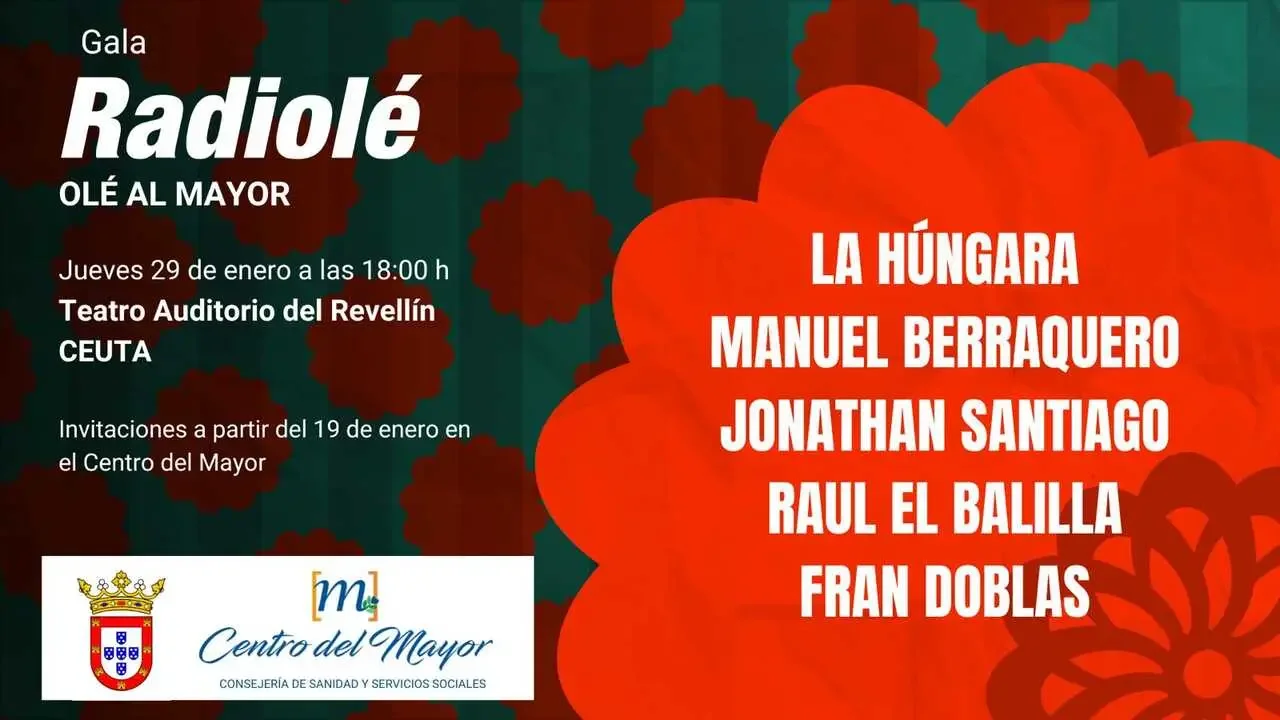 Gala
Radiolé
OLÉ AL MAYOR
Jueves 29 de enero a las 18:00 h
Teatro Auditorio del Revellín
CEUTA
Invitaciones a partir del 19 de enero en
el Centro del Mayor
m
Centro del Mayor
CONSEJERÍA DE SANIDAD Y SERVICIOS SOCIALES
LA HÚNGARA
MANUEL BERRAQUERO
JONATHAN SANTIAGO
RAUL EL BALILLA
FRAN DOBLAS